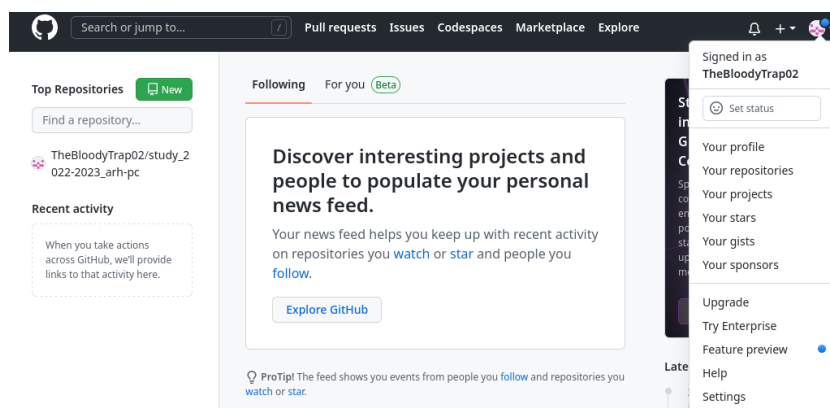 Search or jump to...
/
Pull requests Issues Codespaces Marketplace Explore
Top Repositories
New
Find a repository...
TheBloodyTrap02/study_2
022-2023_arh-pc
Recent activity
When you take actions
across GitHub, we'll provide
links to that activity here.
Following For you Beta
Discover interesting projects and
people to populate your personal
news feed.
Your news feed helps you keep up with recent activity
on repositories you watch or star and people you
follow.
Explore GitHub
ProTip! The feed shows you events from people you follow and repositories you
watch or star.
Late
Signed in as
TheBloodyTrap02
Set status
Your profile
Your repositories
Your projects
Your stars
Your gists
Your sponsors
Upgrade
Try Enterprise
Feature preview
Help
Settings